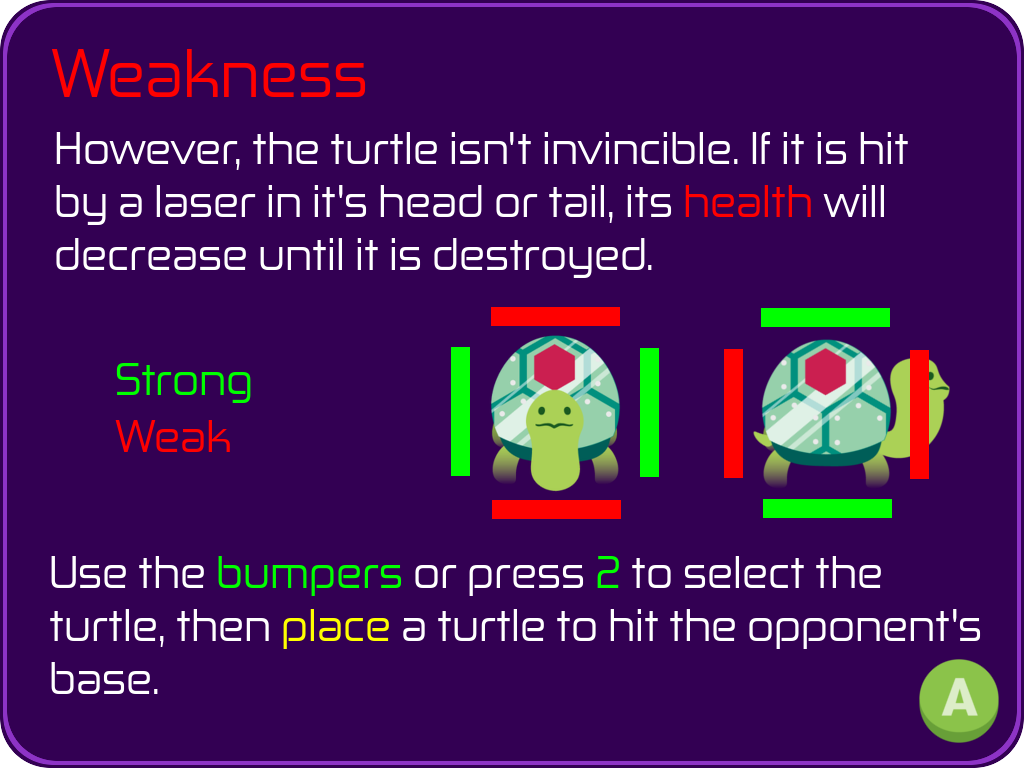 Weakness
However, the turtle isn't invincible. If it is hit
by a laser in it's head or tail, its health will
decrease until it is destroyed.
Strong
Weak
Use the bumpers or press 2 to select the
turtle, then place a turtle to hit the opponent's
base.
A